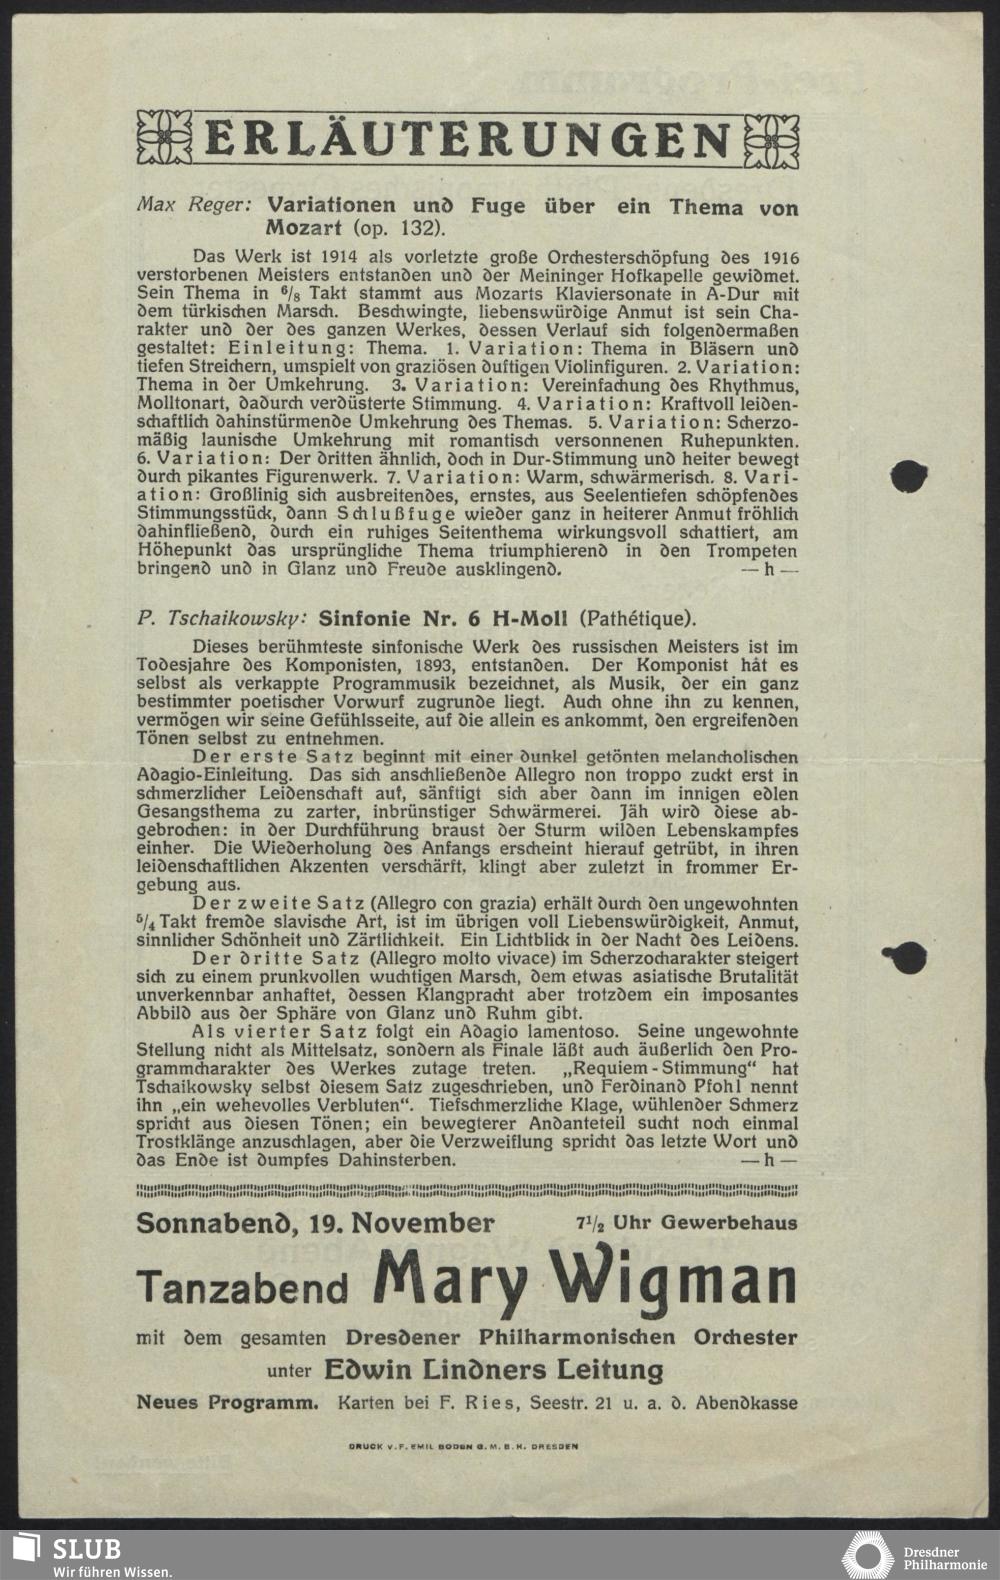 ERLÄUTERUNGEN
Max Reger: Variationen und Fuge über ein Thema von
Mozart (op. 132).
Das Werk ist 1914 als vorletzte große Orchesterschöpfung des 1916
verstorbenen Meisters entstanden und der Meininger Hofkapelle gewidmet.
Sein Thema in 6/8 Takt stammt aus Mozarts Klaviersonate in A-Dur mit
dem türkischen Marsch. Beschwingte, liebenswürdige Anmut ist sein Cha-
rakter und der des ganzen Werkes, dessen Verlauf sich folgendermaßen
gestaltet: Einleitung: Thema. 1. Variation: Thema in Bläsern und
tiefen Streichern, umspielt von graziösen duftigen Violinfiguren. 2. Variation:
Thema in der Umkehrung. 3. Variation: Vereinfachung des Rhythmus,
Molltonart, dadurch verdüsterte Stimmung. 4. Variation: Kraftvoll leiden-
schaftlich dahinstürmende Umkehrung des Themas. 5. Variation: Scherzo-
mäßig launische Umkehrung mit romantisch versonnenen Ruhepunkten.
6. Variation: Der dritten ähnlich, doch in Dur-Stimmung und heiter bewegt
durch pikantes Figurenwerk. 7. Variation: Warm, schwärmerisch. 8. Vari-
ation: Großlinig sich ausbreitendes, ernstes, aus Seelentiefen schöpfendes
Stimmungsstück, dann Schlußfuge wieder ganz in heiterer Anmut fröhlich
dahinfließend, durch ein ruhiges Seitenthema wirkungsvoll schattiert, am
Höhepunkt das ursprüngliche Thema triumphierend in den Trompeten
bringend und in Glanz und Freude ausklingend. — h —
P. Tschaikowsky: Sinfonie Nr. 6 H-Moll (Pathétique).
Dieses berühmteste sinfonische Werk des russischen Meisters ist im
Todesjahre des Komponisten, 1893, entstanden. Der Komponist hat es
selbst als verkappte Programmusik bezeichnet, als Musik, der ein ganz
bestimmter poetischer Vorwurf zugrunde liegt. Auch ohne ihn zu kennen,
vermögen wir seine Gefühlsseite, auf die allein es ankommt, den ergreifenden
Tönen selbst zu entnehmen.
Der erste Satz beginnt mit einer dunkel getönten melancholischen
Adagio-Einleitung. Das sich anschließende Allegro non troppo zuckt erst in
schmerzlicher Leidenschaft auf, sänftigt sich aber dann im innigen edlen
Gesangsthema zu zarter, inbrünstiger Schwärmerei. Jäh wird diese ab-
gebrochen: in der Durchführung braust der Sturm wilden Lebenskampfes
einher. Die Wiederholung des Anfangs erscheint hierauf getrübt, in ihren
leidenschaftlichen Akzenten verschärft, klingt aber zuletzt in frommer Er-
gebung aus.
Der zweite Satz (Allegro con grazia) erhält durch den ungewohnten
5/4 Takt fremde slavische Art, ist im übrigen voll Liebenswürdigkeit, Anmut,
sinnlicher Schönheit und Zärtlichkeit. Ein Lichtblick in der Nacht des Leidens.
Der dritte Satz (Allegro molto vivace) im Scherzocharakter steigert
sich zu einem prunkvollen wuchtigen Marsch, dem etwas asiatische Brutalität
unverkennbar anhaftet, dessen Klangpracht aber trotzdem ein imposantes
Abbild aus der Sphäre von Glanz und Ruhm gibt.
Als vierter Satz folgt ein Adagio lamentoso. Seine ungewohnte
Stellung nicht als Mittelsatz, sondern als Finale läßt auch äußerlich den Pro-
grammcharakter des Werkes zutage treten. „Requiem-Stimmung" hat
Tschaikowsky selbst diesem Satz zugeschrieben, und Ferdinand Pfohl nennt
ihn „ein wehevolles Verbluten". Tiefschmerzliche Klage, wühlender Schmerz
spricht aus diesen Tönen; ein bewegterer Andanteteil sucht noch einmal
Trostklänge anzuschlagen, aber die Verzweiflung spricht das letzte Wort und
das Ende ist dumpfes Dahinsterben. — h —
Sonnabend, 19. November 7 1/2 Uhr Gewerbehaus
Tanzabend Mary Wigman
mit dem gesamten Dresdener Philharmonischen Orchester
unter Edwin Lindners Leitung
Neues Programm. Karten bei F. Ries, Seestr. 21 u. a. d. Abendkasse
DRUCK v. F. EMIL BODEN G. M. B. H. DRESDEN
SLUB
Wir führen Wissen.
Dresdner
Philharmonie